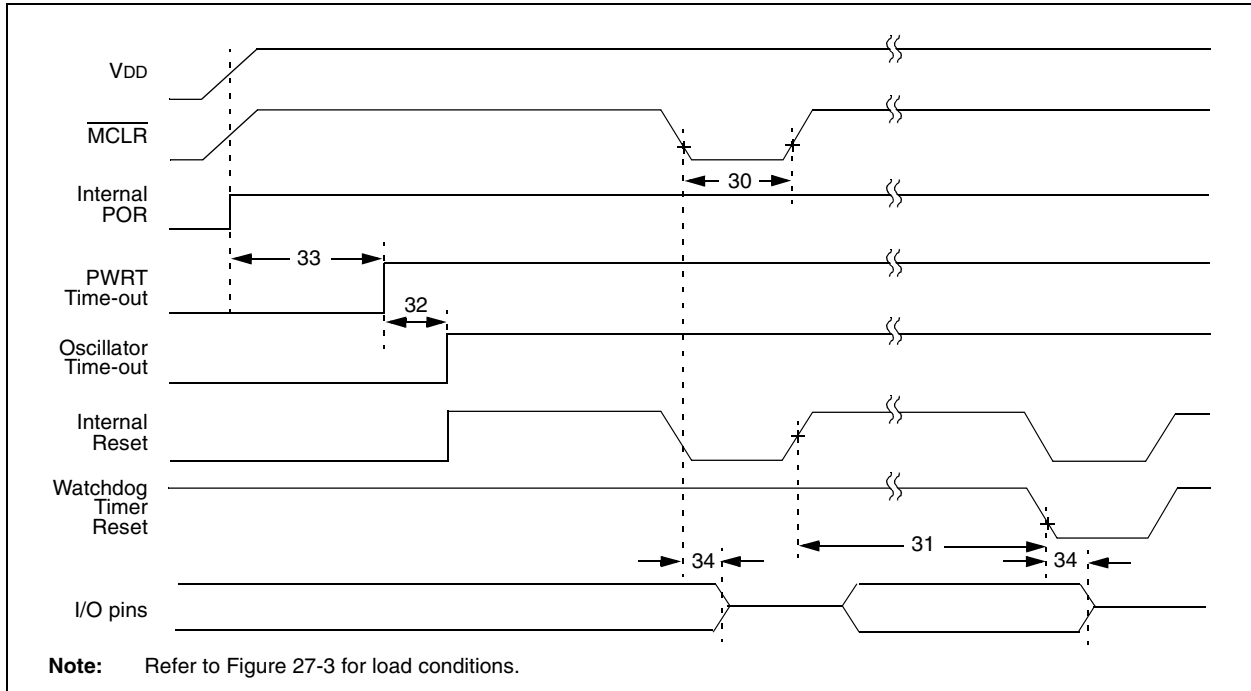 VDD
MCLR
30
Internal
POR
33
PWRT
Time-out
32
Oscillator
Time-out
Internal
Reset
Watchdog
Timer
Reset
31
34
34
I/O pins
Note: Refer to Figure 27-3 for load conditions.